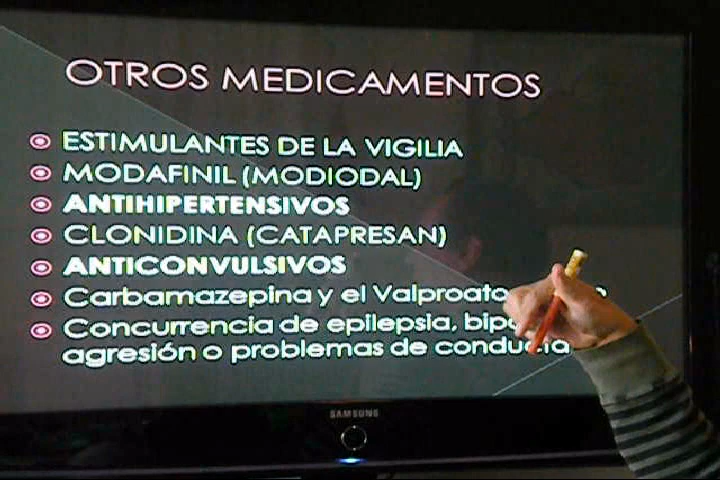 OTROS MEDICAMENTOS
ESTIMULANTES DE LA VIGILIA
MODAFINIL (MODIODAL)
ANTIHIPERTENSIVOS
CLONIDINA (CATAPRESAN)
ANTICONVULSIVOS
Carbamazepina y el Valproato
Concurrencia de epilepsia,
agresión o problemas de conducta
SAMSUNG